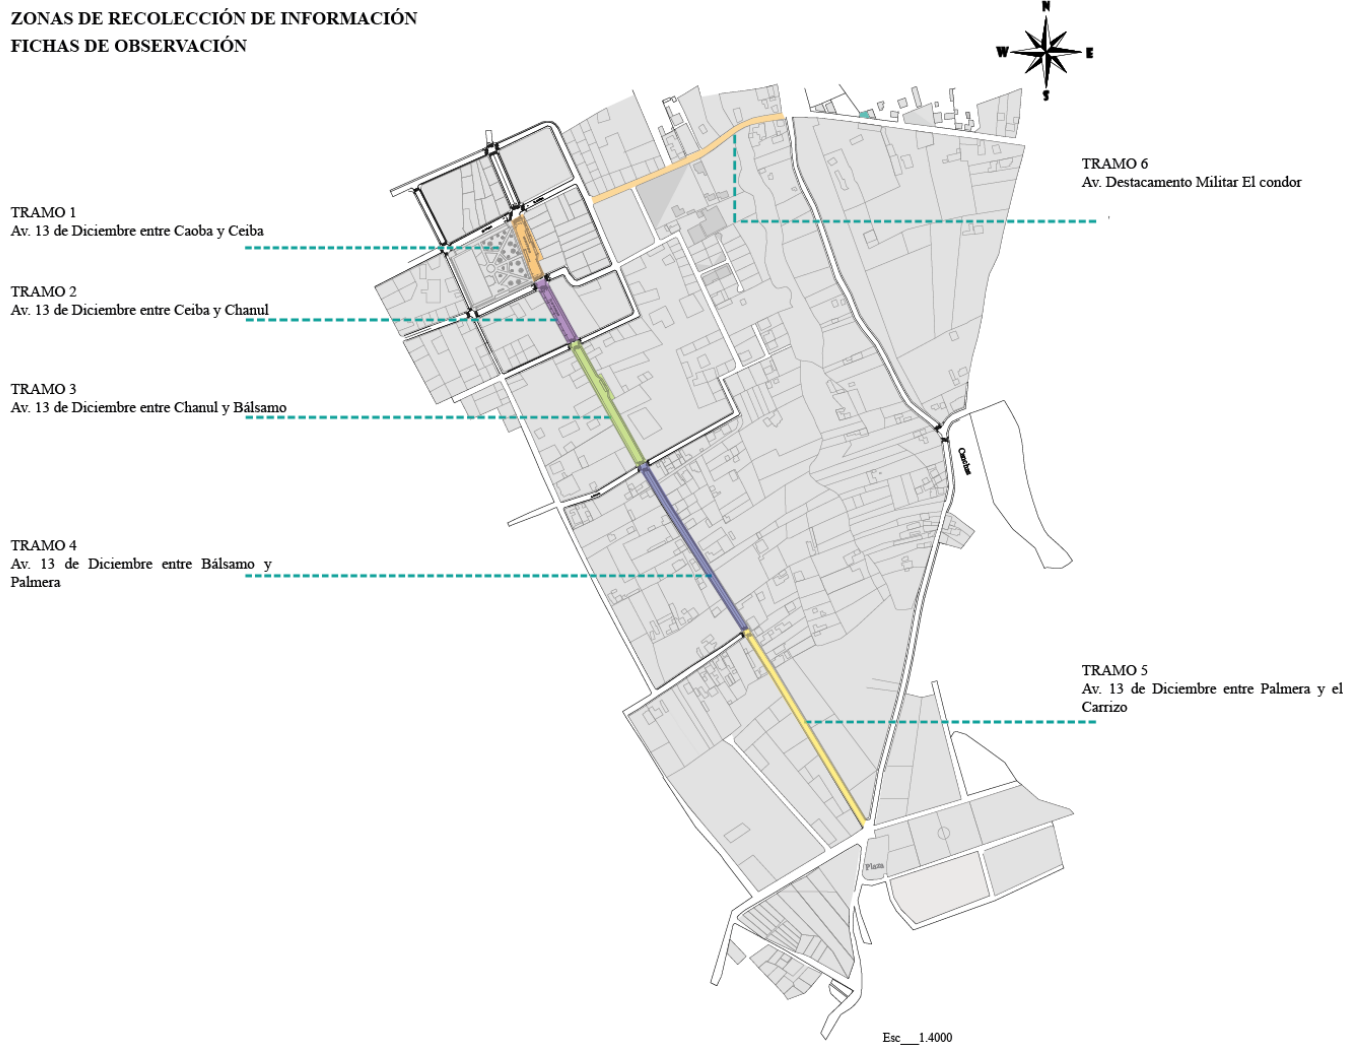 ZONAS DE RECOLECCIÓN DE INFORMACIÓN
FICHAS DE OBSERVACIÓN
N
W
E
S
TRAMO 1
Av. 13 de Diciembre entre Caoba y Ceiba
TRAMO 2
Av. 13 de Diciembre entre Ceiba y Chanul
TRAMO 3
Av. 13 de Diciembre entre Chanul y Bálsamo
TRAMO 4
Av. 13 de Diciembre entre Bálsamo y
Palmera
TRAMO 6
Av. Destacamento Militar El condor
TRAMO 5
Av. 13 de Diciembre entre Palmera y el
Carrizo
Canchas
Plaza
Esc___1.4000